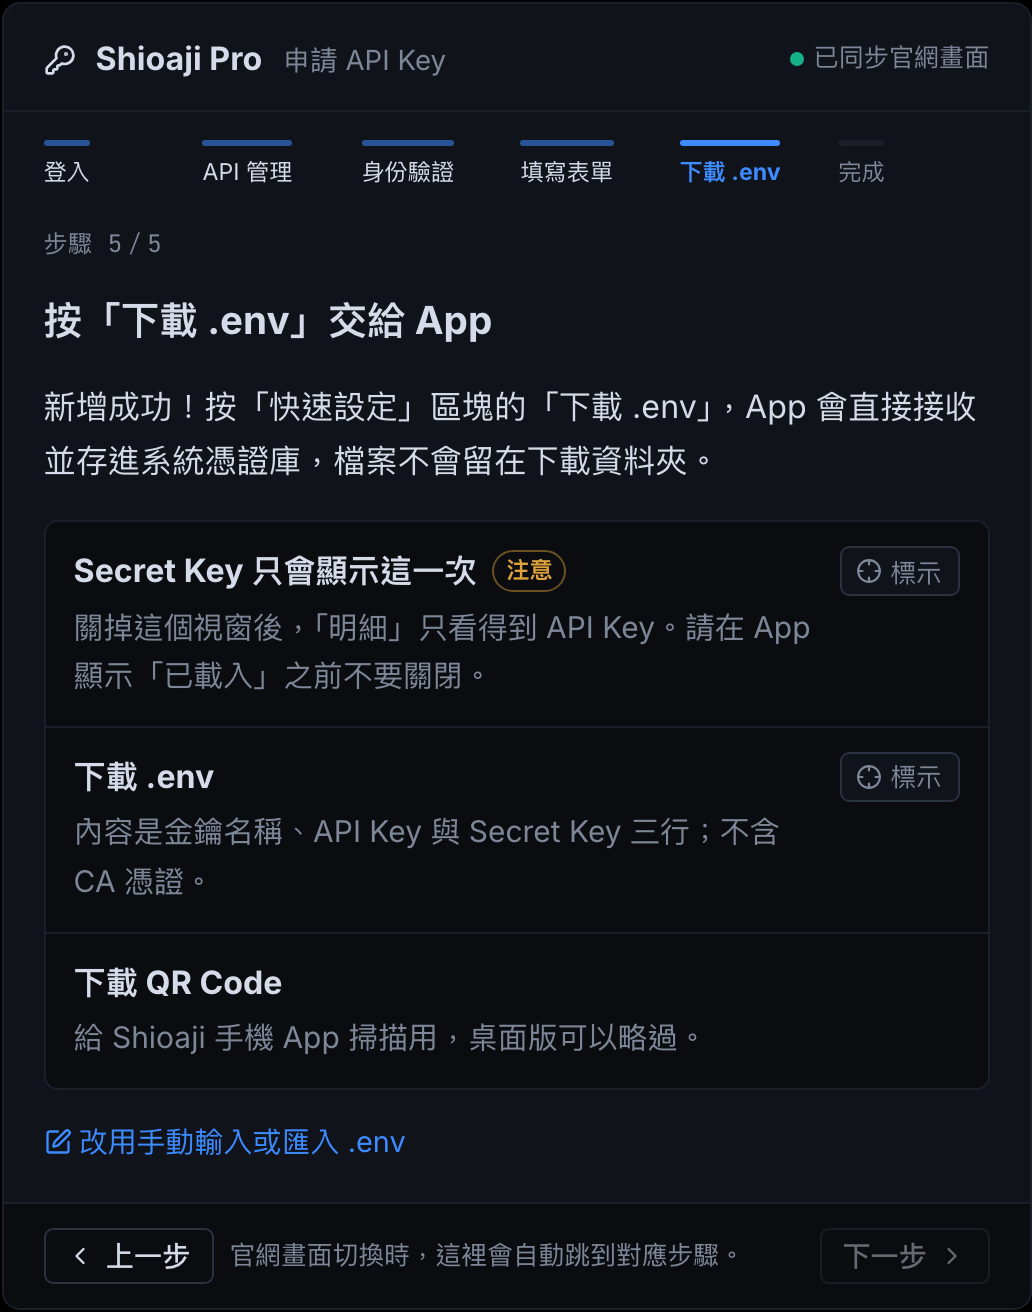 Shioaji Pro 申請 API Key
已同步官網畫面
登入 API 管理 身份驗證 填寫表單 下載 .env 完成
步驟 5 / 5
按「下載 .env」交給 App
新增成功！按「快速設定」區塊的「下載 .env」，App 會直接接收
並存進系統憑證庫，檔案不會留在下載資料夾。
Secret Key 只會顯示這一次 注意
標示
關掉這個視窗後，「明細」只看得到 API Key。請在 App
顯示「已載入」之前不要關閉。
下載 .env
標示
內容是金鑰名稱、API Key 與 Secret Key 三行；不含
CA 憑證。
下載 QR Code
給 Shioaji 手機 App 掃描用，桌面版可以略過。
改用手動輸入或匯入 .env
上一步
官網畫面切換時，這裡會自動跳到對應步驟。
下一步